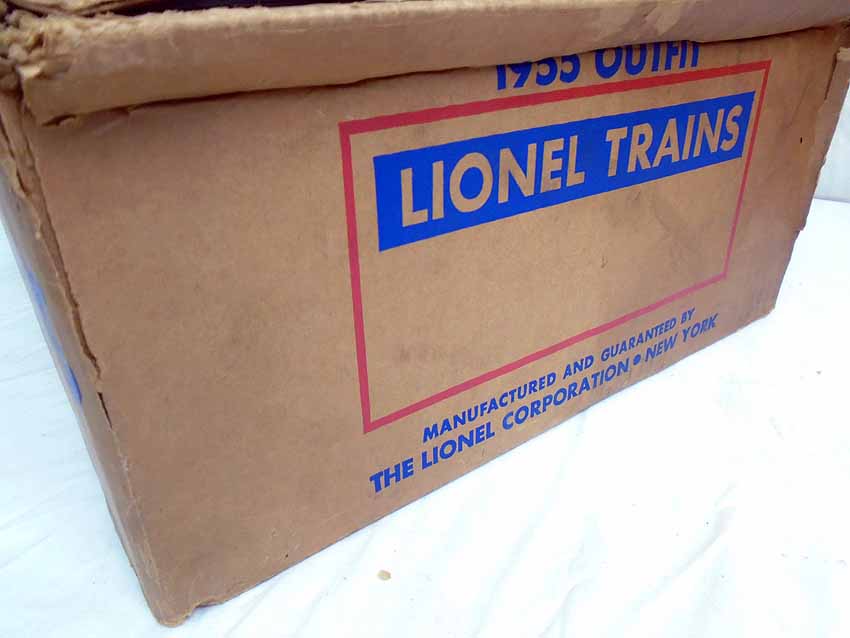 1955 OUTFIT
LIONEL TRAINS
MANUFACTURED AND GUARANTEED BY
THE LIONEL CORPORATION • NEW YORK